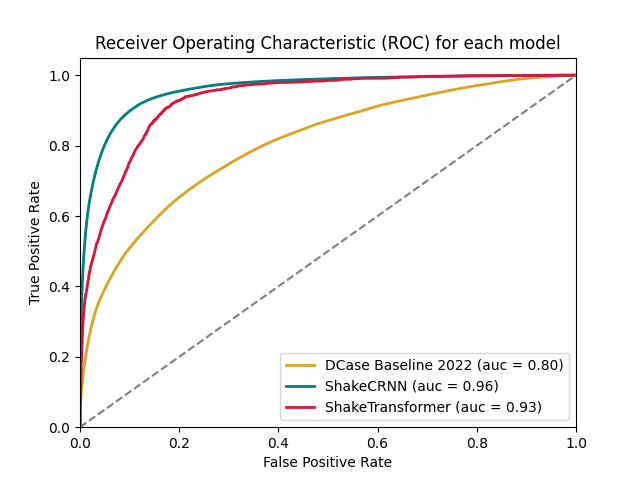 Receiver Operating Characteristic (ROC) for each model
True Positive Rate
1.0
0.8
0.6
0.4
0.2
0.0
DCase Baseline 2022 (auc = 0.80)
ShakeCRNN (auc = 0.96)
ShakeTransformer (auc = 0.93)
0.0 0.2 0.4 0.6 0.8 1.0
False Positive Rate